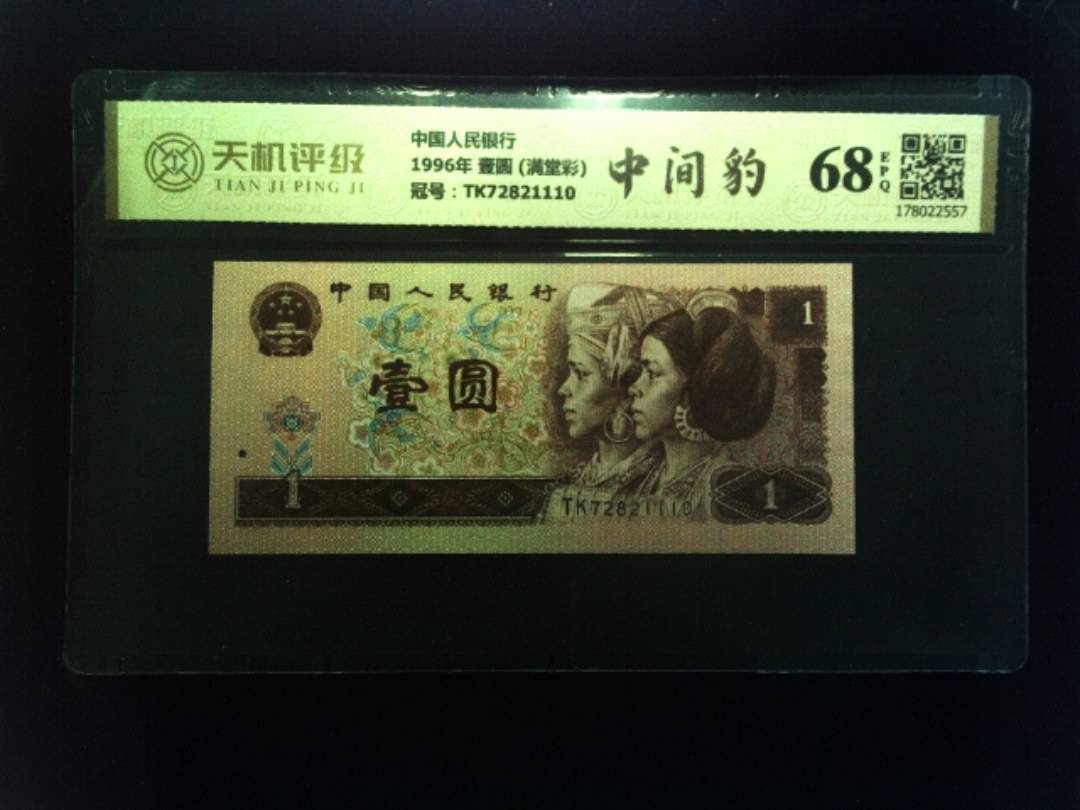 天机评级
TIAN JI PING JI
中国人民银行
1996年 壹圆 (满堂彩)
冠号：TK72821110
中间豹
68
EPQ
178022557
中国人民银行
1
壹圆
1
TK72821110
1